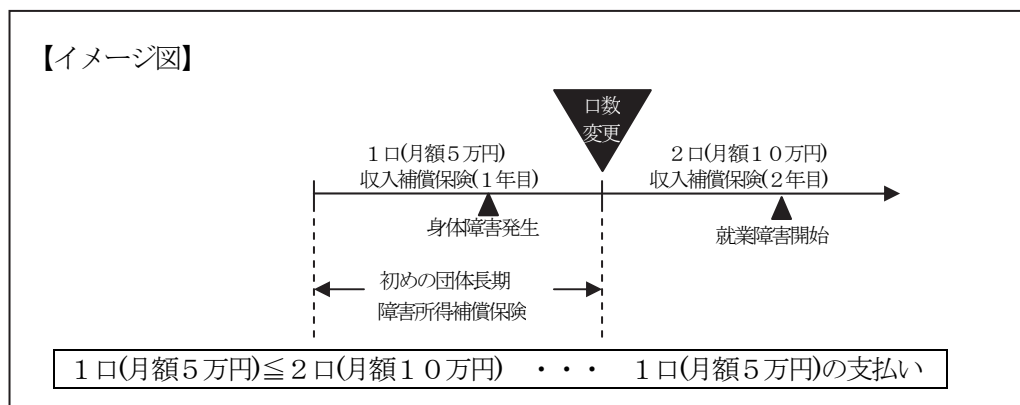 【イメージ図】
口数
変更
1口(月額5万円)
収入補償保険(1年目)
2口(月額10万円)
収入補償保険(2年目)
身体障害発生
就業障害開始
初めの団体長期
障害所得補償保険
1口(月額5万円)≦2口(月額10万円) ・・・ 1口(月額5万円)の支払い